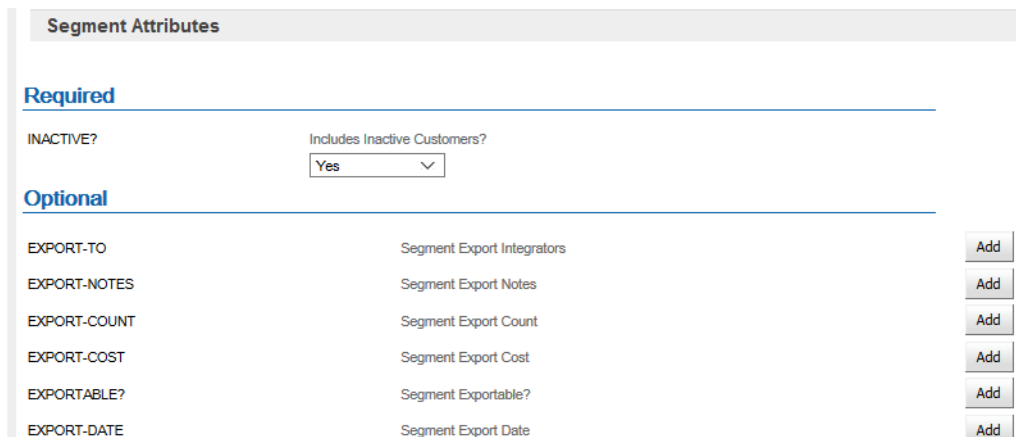 Segment Attributes
Required
INACTIVE? Includes Inactive Customers?
Yes
Optional
EXPORT-TO Segment Export Integrators Add
EXPORT-NOTES Segment Export Notes Add
EXPORT-COUNT Segment Export Count Add
EXPORT-COST Segment Export Cost Add
EXPORTABLE? Segment Exportable? Add
EXPORT-DATE Segment Export Date Add